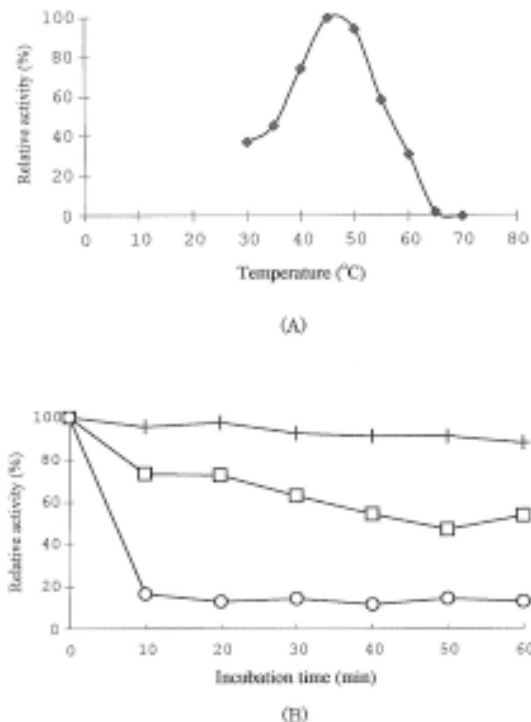 Relative activity (%)
100
80
60
40
20
0
0 10 20 30 40 50 60 70 80
Temperature (°C)
(A)
Relative activity (%)
100
80
60
40
20
0
0 10 20 30 40 50 60
Incubation time (min)
(B)